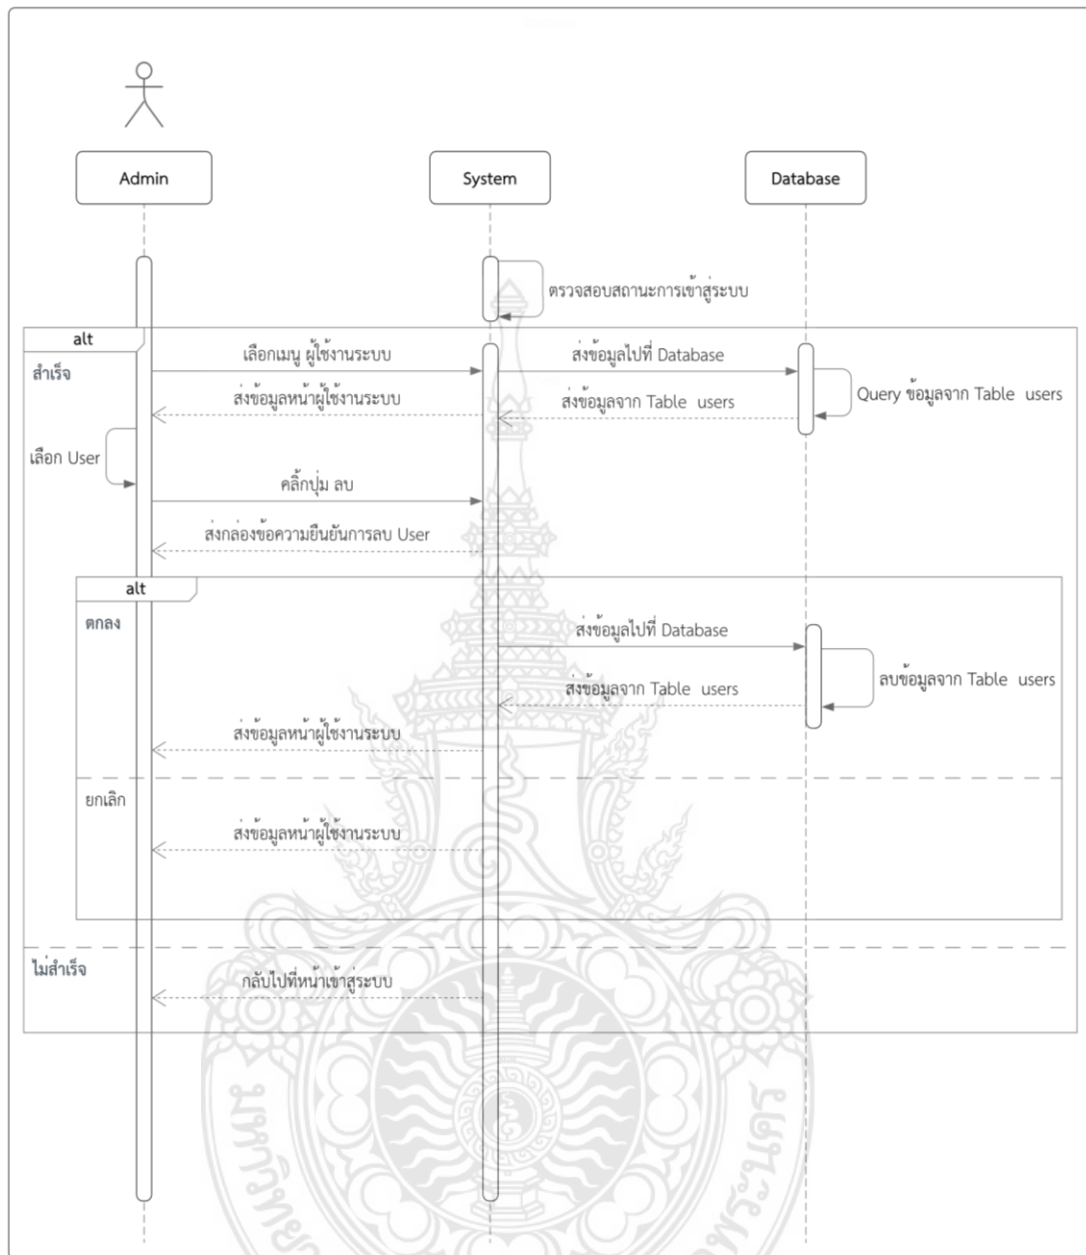 Admin
System
Database
ตรวจสอบสถานะการเข้าสู่ระบบ
alt
สำเร็จ
เลือกเมนู ผู้ใช้งานระบบ
ส่งข้อมูลไปที่ Database
Query ข้อมูลจาก Table users
ส่งข้อมูลหน้าผู้ใช้งานระบบ
ส่งข้อมูลจาก Table users
เลือก User
คลิ้กปุ่ม ลบ
ส่งกล่องข้อความยืนยันการลบ User
alt
ตกลง
ส่งข้อมูลไปที่ Database
ลบข้อมูลจาก Table users
ส่งข้อมูลจาก Table users
ส่งข้อมูลหน้าผู้ใช้งานระบบ
ยกเลิก
ส่งข้อมูลหน้าผู้ใช้งานระบบ
ไม่สำเร็จ
กลับไปที่หน้าเข้าสู่ระบบ